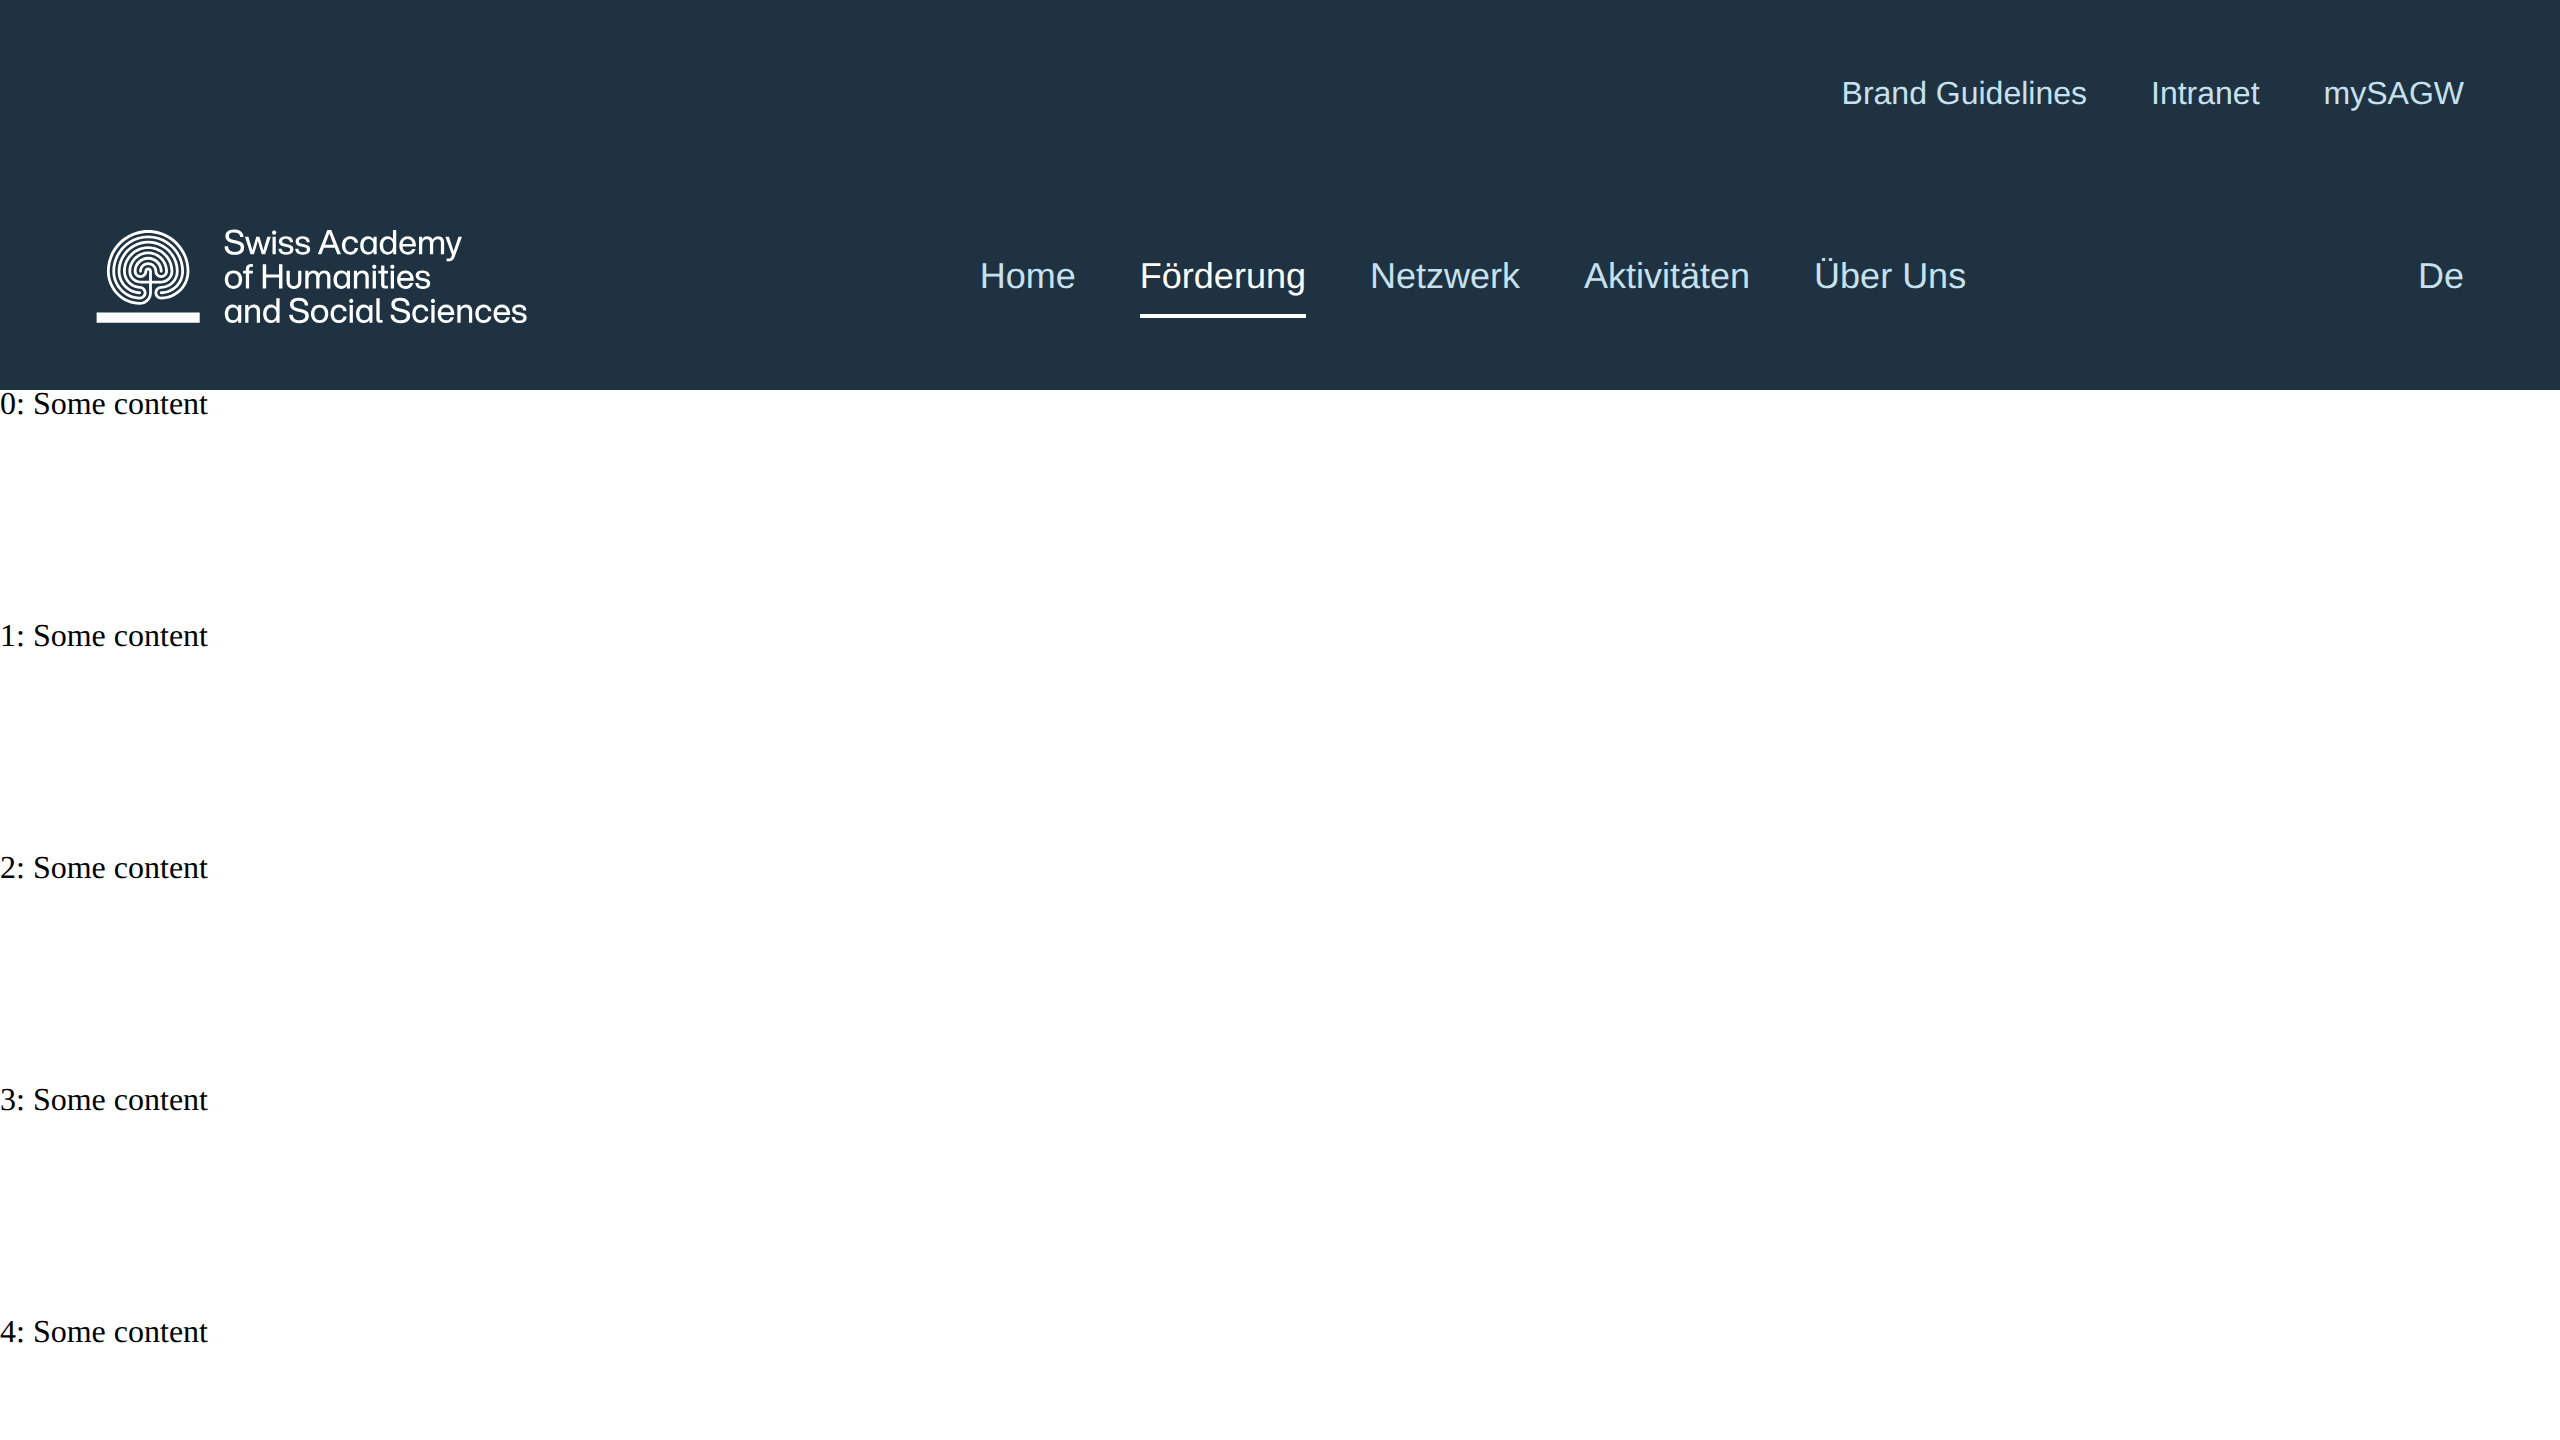 Brand Guidelines Intranet mySAGW
Swiss Academy
of Humanities
and Social Sciences
Home Förderung Netzwerk Aktivitäten Über Uns De
0: Some content
1: Some content
2: Some content
3: Some content
4: Some content